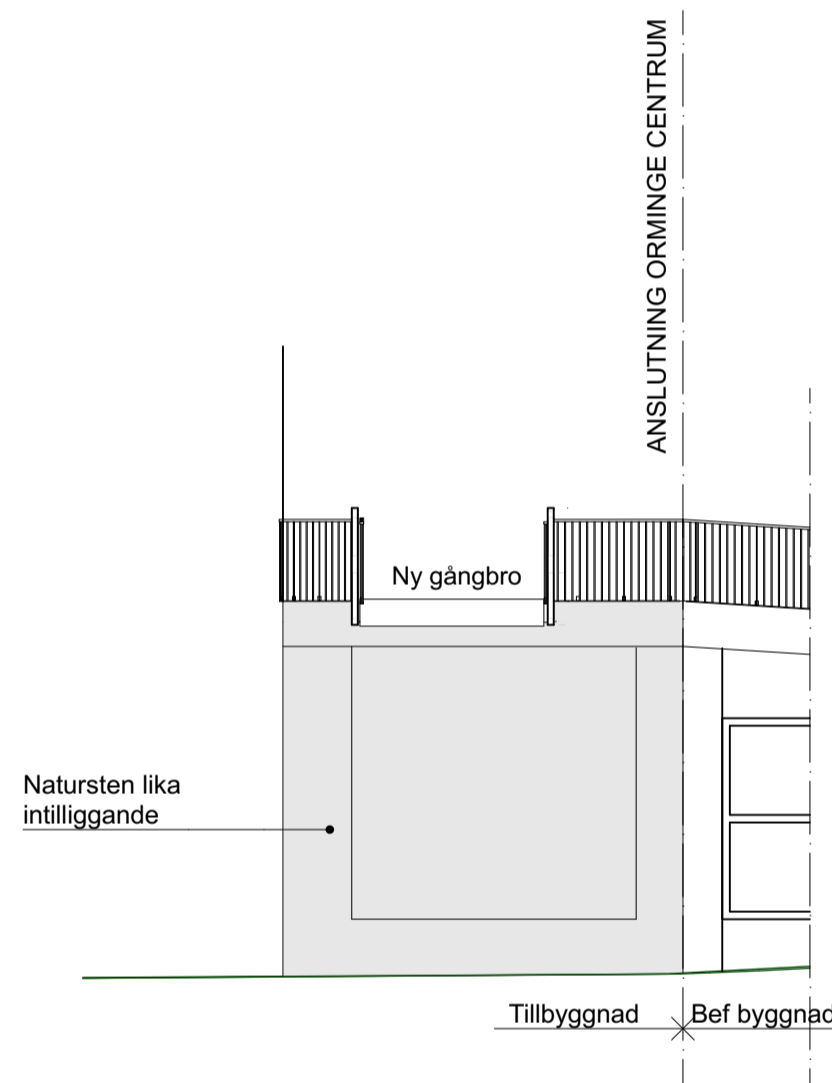 ANSLUTNING ORMINGE CENTRUM
Ny gångbro
Natursten lika
intilliggande
Tillbyggnad
Bef byggnad